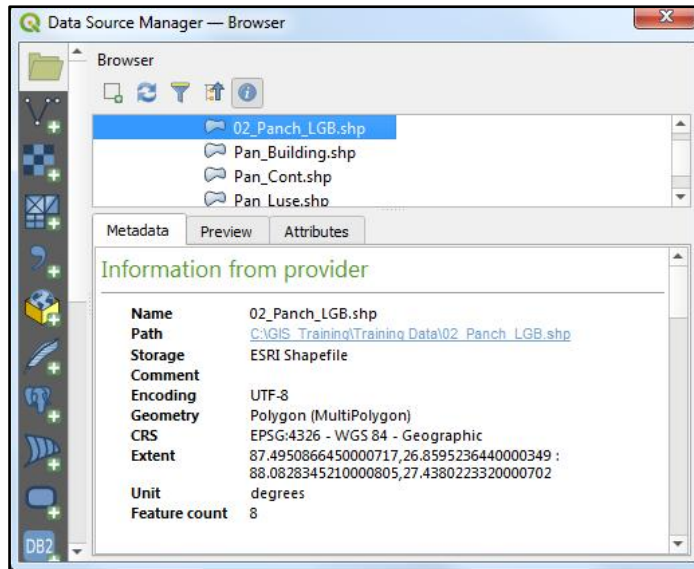 Data Source Manager — Browser
Browser
02_Panch_LGB.shp
Pan_Building.shp
Pan_Cont.shp
Pan_Luse.shp
Metadata Preview Attributes
Information from provider
Name 02_Panch_LGB.shp
Path C:\GIS_Training\Training Data\02_Panch_LGB.shp
Storage ESRI Shapefile
Comment
Encoding UTF-8
Geometry Polygon (MultiPolygon)
CRS EPSG:4326 - WGS 84 - Geographic
Extent 87.4950866450000717,26.8595236440000349 :
88.0828345210000805,27.4380223320000702
Unit degrees
Feature count 8
DB2